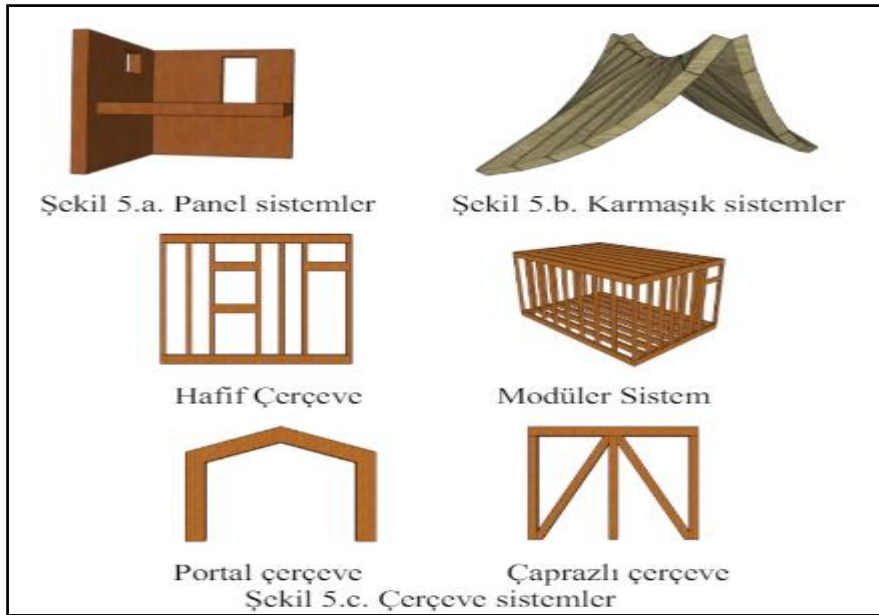 Şekil 5.a. Panel sistemler
Şekil 5.b. Karmaşık sistemler
Hafif Çerçeve
Modüler Sistem
Portal çerçeve
Çaprazlı çerçeve
Şekil 5.c. Çerçeve sistemler